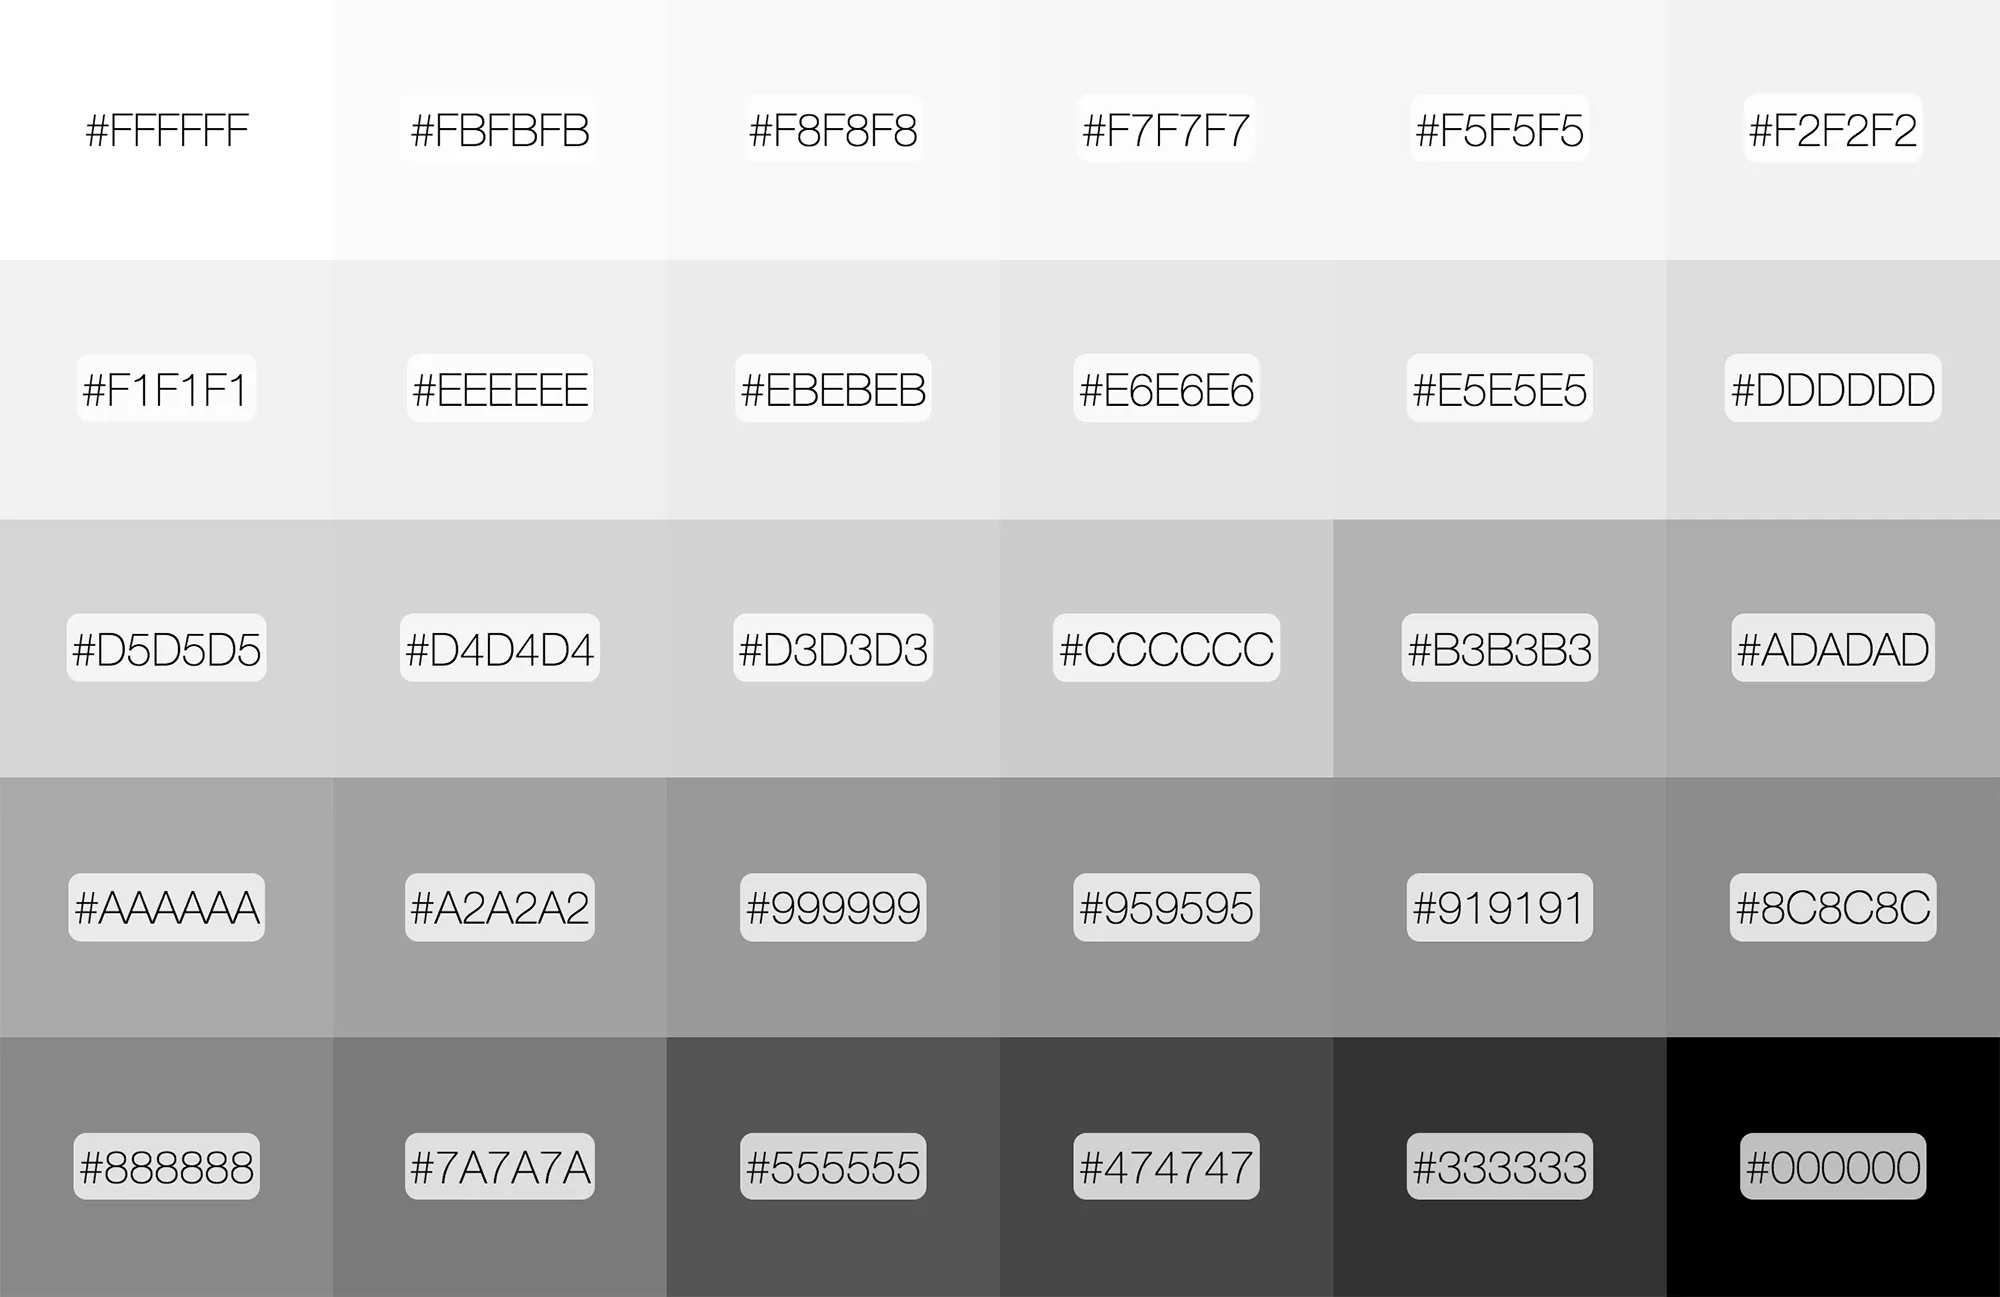 #FFFFFF #FBFBFB #F8F8F8 #F7F7F7 #F5F5F5 #F2F2F2
#F1F1F1 #EEEEEE #EBEBEB #E6E6E6 #E5E5E5 #DDDDDD
#D5D5D5 #D4D4D4 #D3D3D3 #CCCCCC #B3B3B3 #ADADAD
#AAAAAA #A2A2A2 #999999 #959595 #919191 #8C8C8C
#888888 #7A7A7A #555555 #474747 #333333 #000000